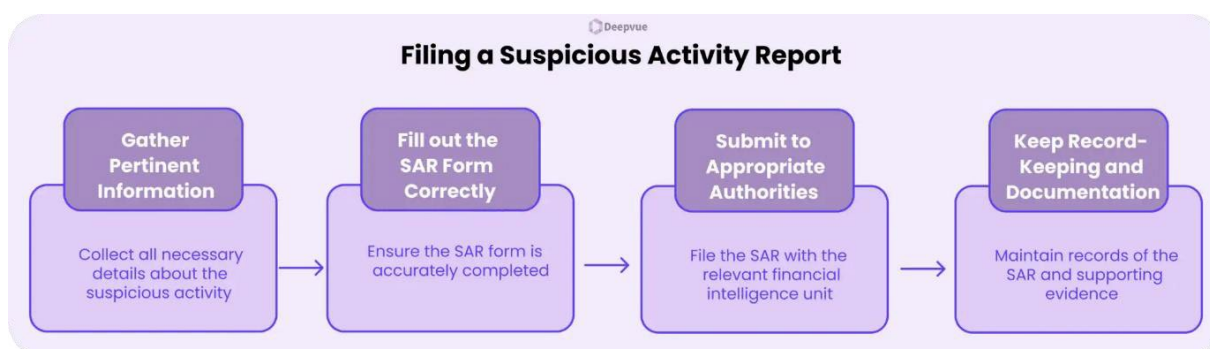 Deepvue
Filing a Suspicious Activity Report
Gather
Pertinent
Information
Collect all necessary
details about the
suspicious activity
Fill out the
SAR Form
Correctly
Ensure the SAR form is
accurately completed
Submit to
Appropriate
Authorities
File the SAR with the
relevant financial
intelligence unit
Keep Record-
Keeping and
Documentation
Maintain records of the
SAR and supporting
evidence